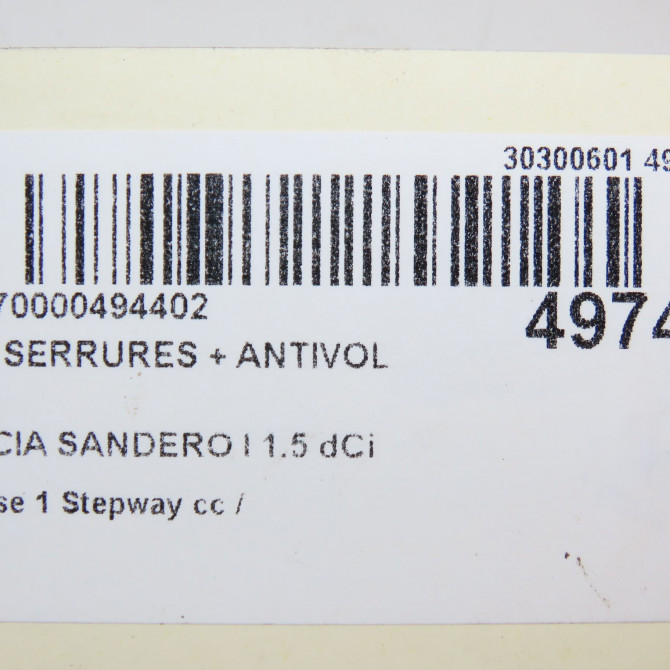 30300601 49
70000494402
4974
SERRURES + ANTIVOL
CIA SANDERO I 1.5 dCi
se 1 Stepway cc /